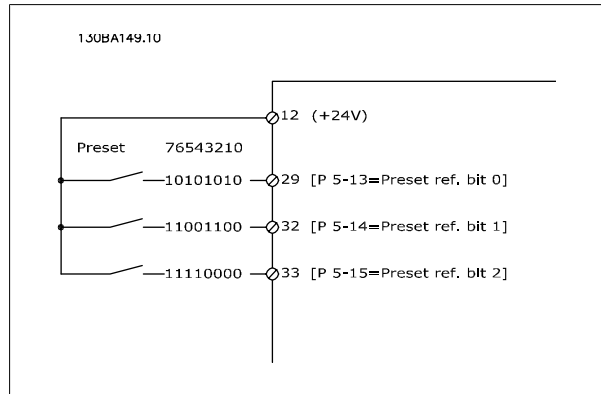 130BA149.10
12 (+24V)
Preset 76543210
10101010 29 [P 5-13=Preset ref. bit 0]
11001100 32 [P 5-14=Preset ref. bit 1]
11110000 33 [P 5-15=Preset ref. bit 2]